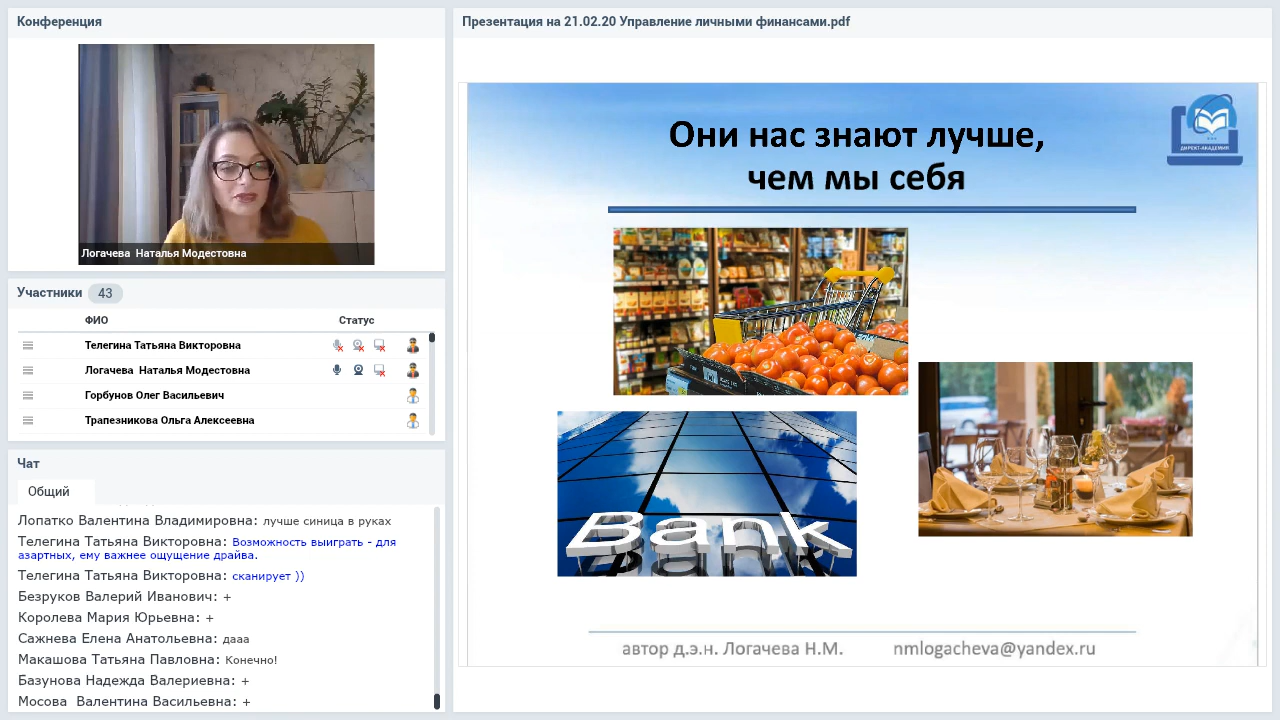 Конференция
Логачева Наталья Модестовна
Участники 43
ФИО Статус
Телегина Татьяна Викторовна
Логачева Наталья Модестовна
Горбунов Олег Васильевич
Трапезникова Ольга Алексеевна
Чат
Общий
Лопатко Валентина Владимировна: лучше синица в руках
Телегина Татьяна Викторовна: Возможность выиграть - для
азартных, ему важнее ощущение драйва.
Телегина Татьяна Викторовна: сканирует ))
Безруков Валерий Иванович: +
Королева Мария Юрьевна: +
Сажнева Елена Анатольевна: дааа
Макашова Татьяна Павловна: Конечно!
Базунова Надежда Валериевна: +
Мосова Валентина Васильевна: +
Презентация на 21.02.20 Управление личными финансами.pdf
ДИРЕКТ-АКАДЕМИЯ
Они нас знают лучше,
чем мы себя
Bank
автор д.э.н. Логачева Н.М. nmlogacheva@yandex.ru